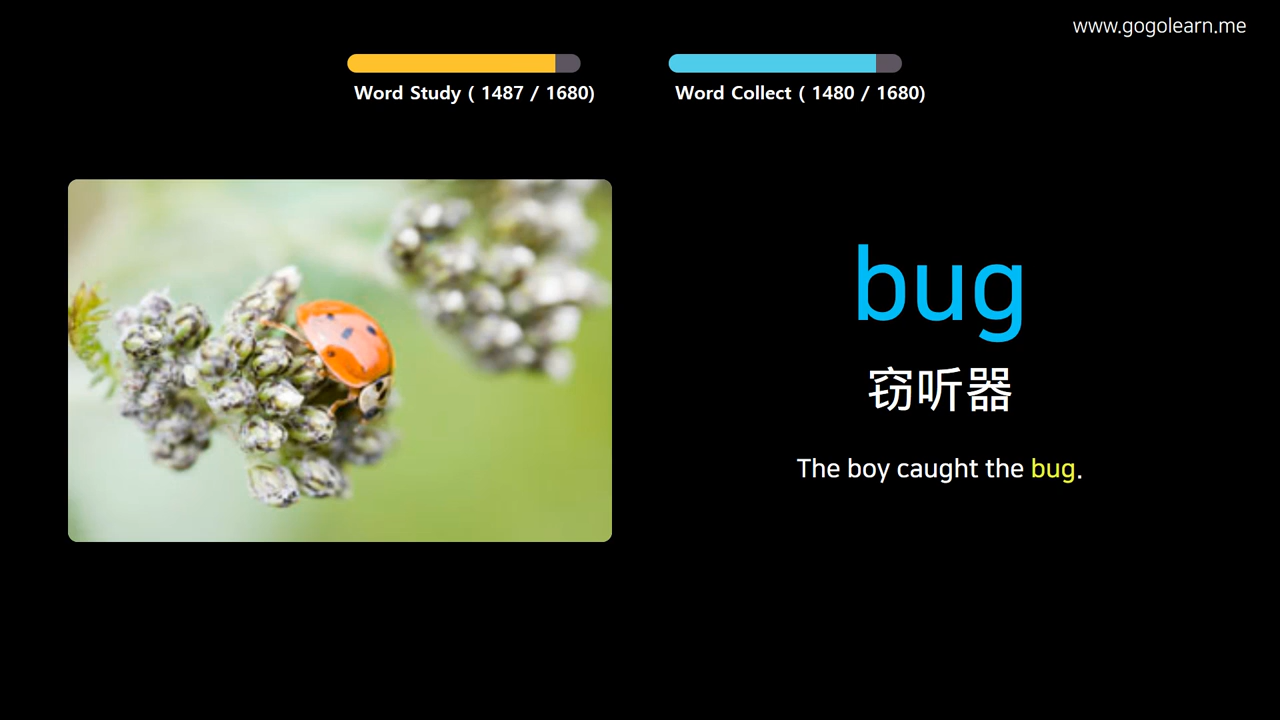 www.gogolearn.me
Word Study ( 1487 / 1680)
Word Collect ( 1480 / 1680)
bug
窃听器
The boy caught the bug.